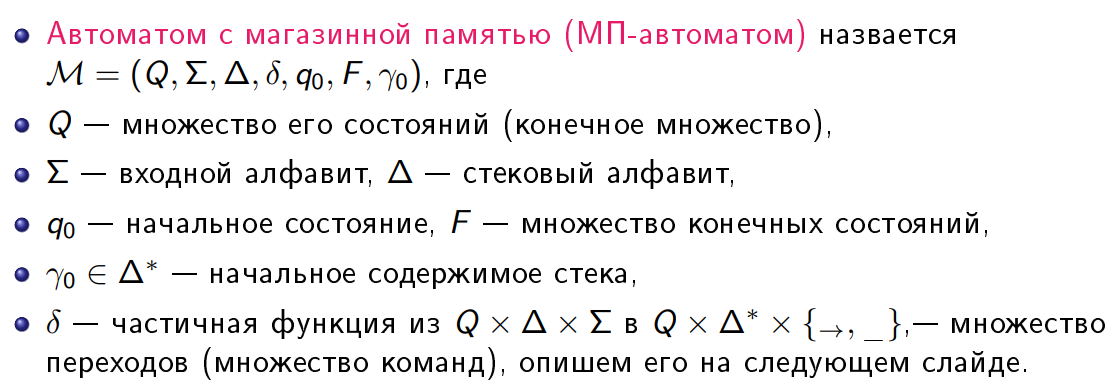 Автоматом с магазинной памятью (МП-автоматом) назвается
ℳ = (Q, Σ, Δ, δ, q₀, F, γ₀), где
Q — множество его состояний (конечное множество),
Σ — входной алфавит, Δ — стековый алфавит,
q₀ — начальное состояние, F — множество конечных состояний,
γ₀ ∈ Δ* — начальное содержимое стека,
δ — частичная функция из Q × Δ × Σ в Q × Δ* × {→, _},— множество
переходов (множество команд), опишем его на следующем слайде.